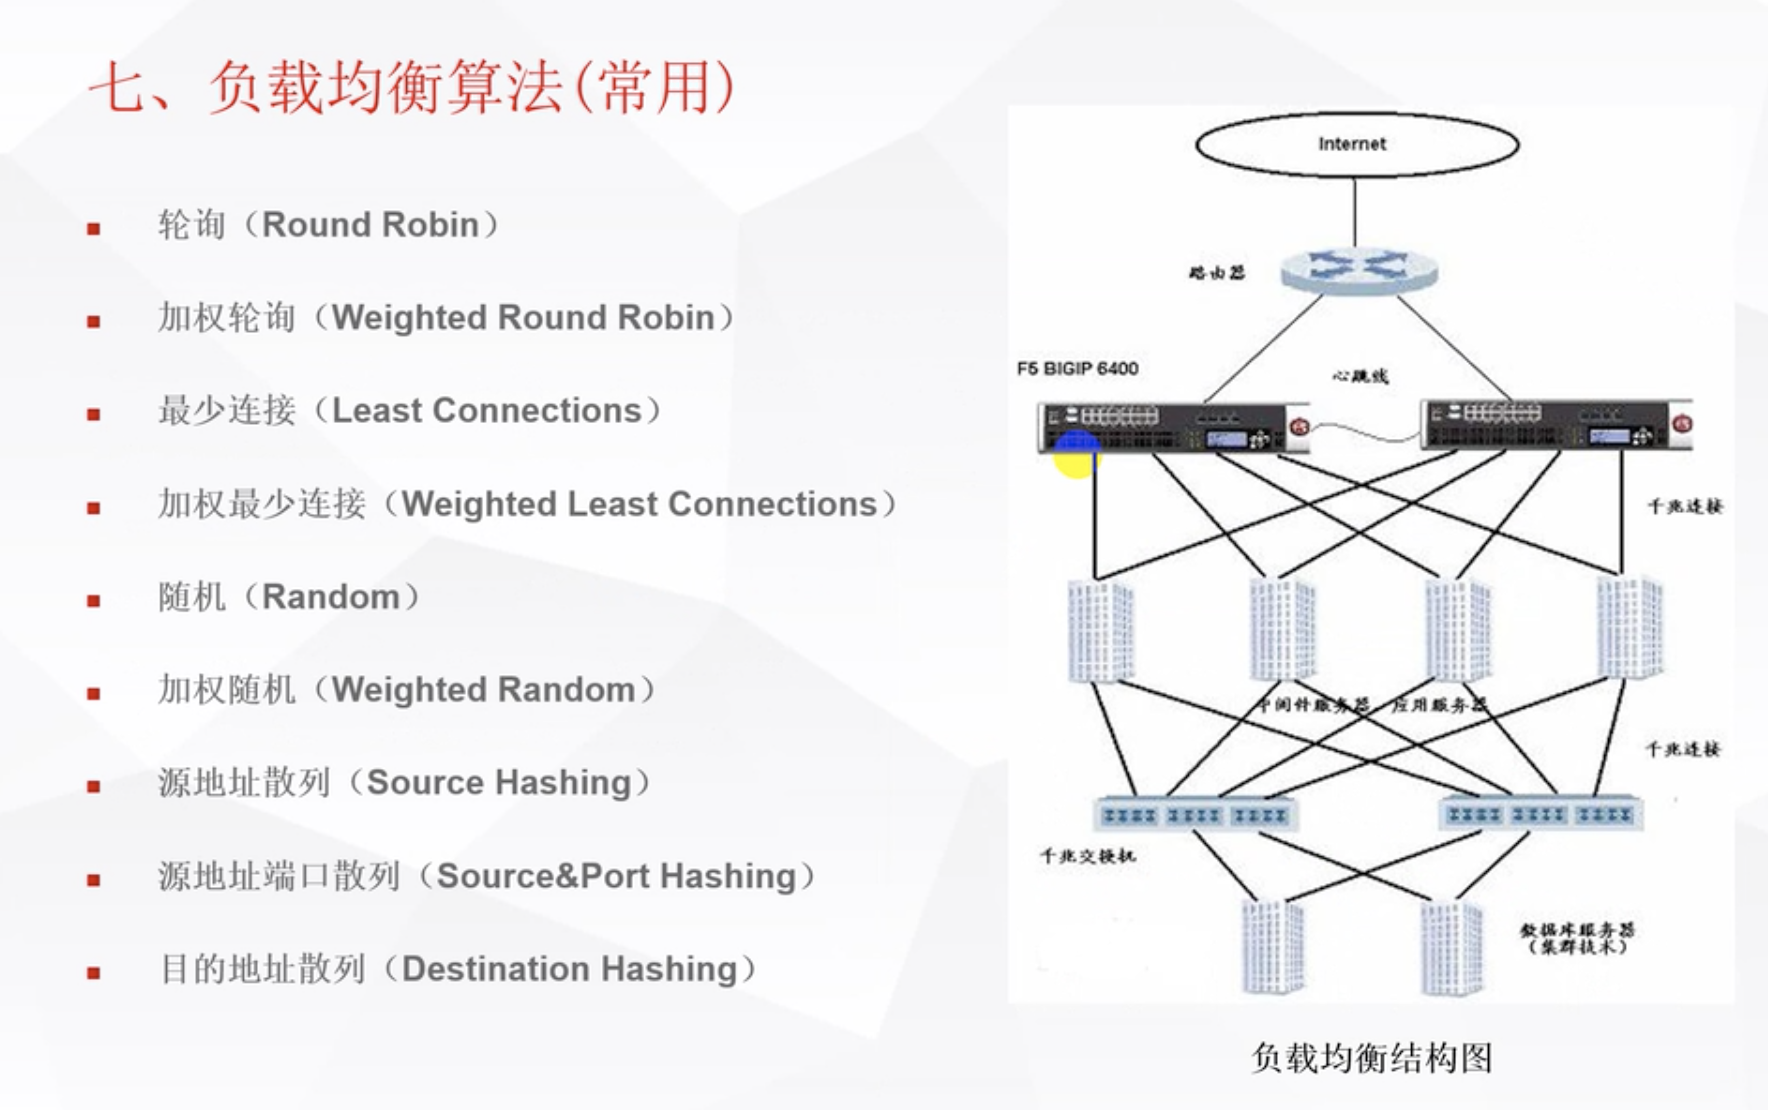 七、负载均衡算法(常用)
轮询（Round Robin）
加权轮询（Weighted Round Robin）
最少连接（Least Connections）
加权最少连接（Weighted Least Connections）
随机（Random）
加权随机（Weighted Random）
源地址散列（Source Hashing）
源地址端口散列（Source&Port Hashing）
目的地址散列（Destination Hashing）
Internet
路由器
F5 BIGIP 6400
心跳线
千兆连接
中间件服务器、应用服务器
千兆连接
千兆交换机
数据库服务器
（集群技术）
负载均衡结构图